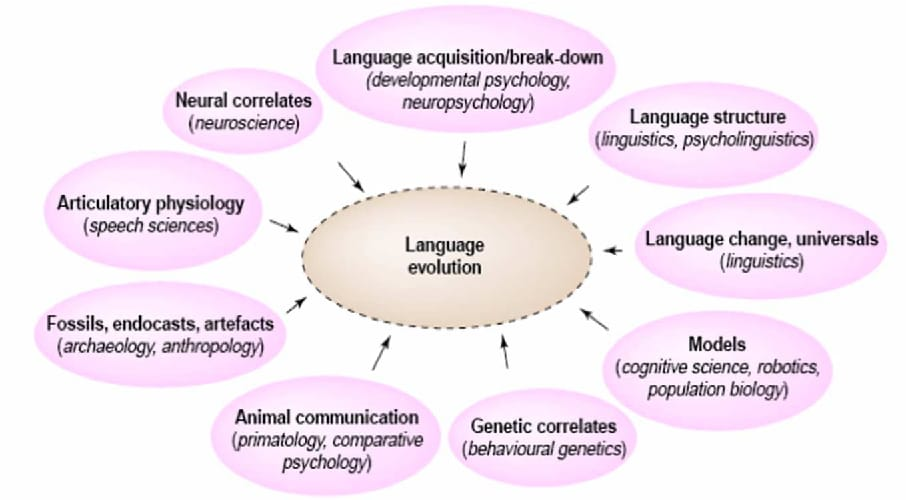 Language acquisition/break-down
(developmental psychology,
neuropsychology)
Neural correlates
(neuroscience)
Language structure
(linguistics, psycholinguistics)
Articulatory physiology
(speech sciences)
Language
evolution
Language change, universals
(linguistics)
Fossils, endocasts, artefacts
(archaeology, anthropology)
Models
(cognitive science, robotics,
population biology)
Animal communication
(primatology, comparative
psychology)
Genetic correlates
(behavioural genetics)